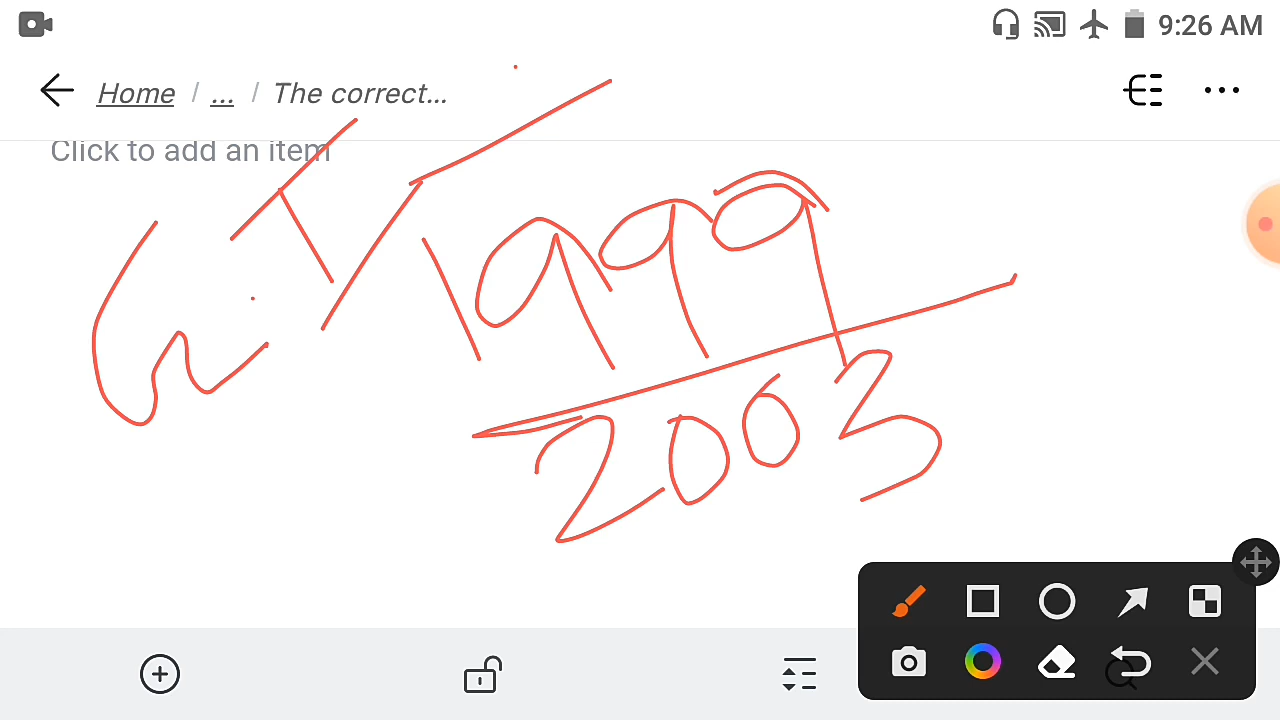 9:26 AM
Home / ... / The correct...
Click to add an item
1999
2003